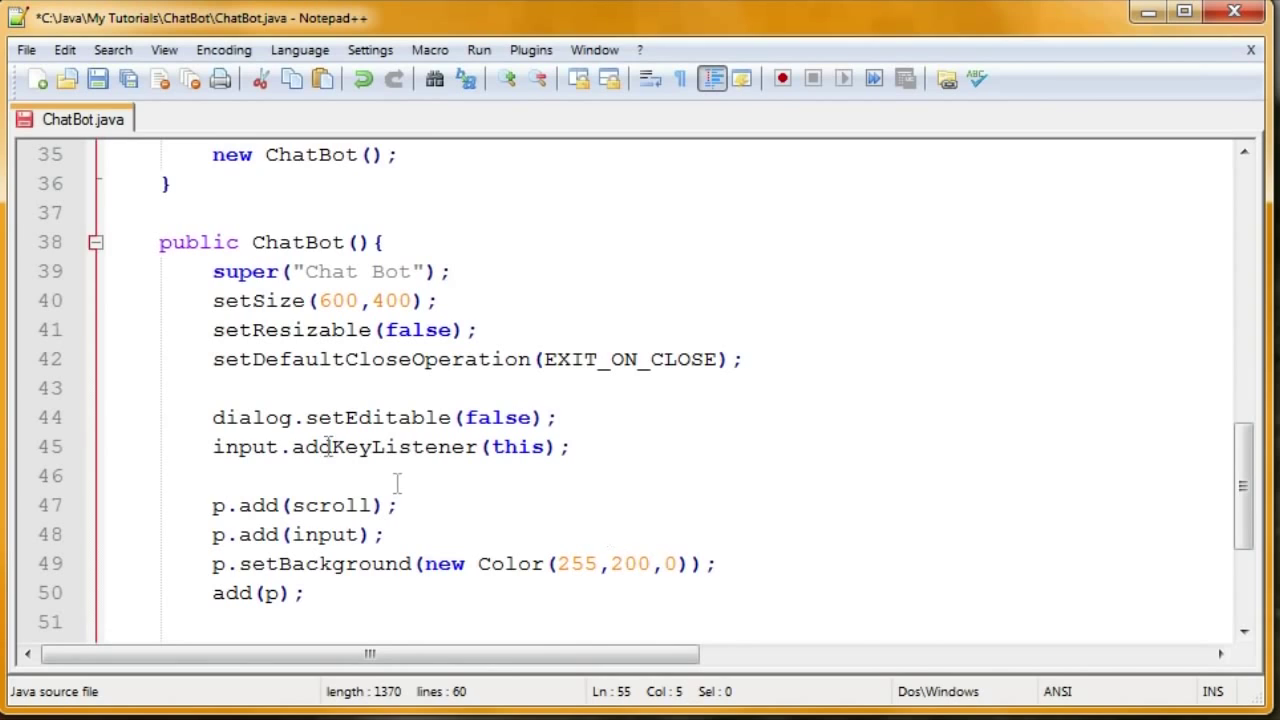 *C:\Java\My Tutorials\ChatBot\ChatBot.java - Notepad++
File Edit Search View Encoding Language Settings Macro Run Plugins Window ? X
ABC
ChatBot.java
35 new ChatBot();
36 }
37
38 public ChatBot(){
39 super("Chat Bot");
40 setSize(600,400);
41 setResizable(false);
42 setDefaultCloseOperation(EXIT_ON_CLOSE);
43
44 dialog.setEditable(false);
45 input.addKeyListener(this);
46
47 p.add(scroll);
48 p.add(input);
49 p.setBackground(new Color(255,200,0));
50 add(p);
51
Java source file length : 1370 lines : 60 Ln : 55 Col : 5 Sel : 0 Dos\Windows ANSI INS